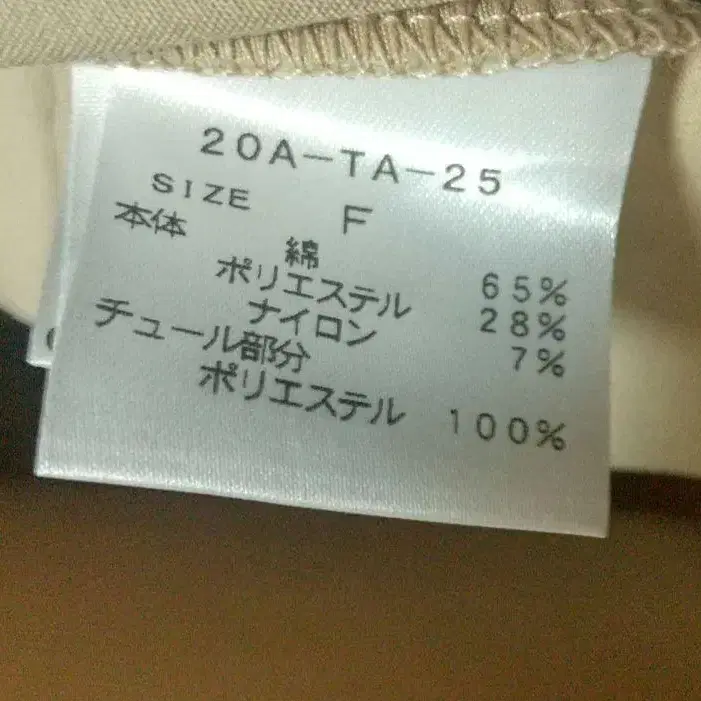 20A-TA-25
SIZE F
本体
綿 65%
ポリエステル 28%
ナイロン 7%
チュール部分
ポリエステル 100%